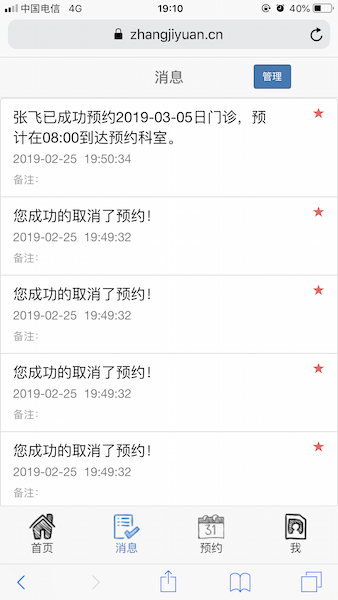 中国电信 4G 19:10 40%
zhangjiyuan.cn
消息 管理
张飞已成功预约2019-03-05日门诊，预
计在08:00到达预约科室。
2019-02-25 19:50:34
备注:
您成功的取消了预约！
2019-02-25 19:49:32
备注:
您成功的取消了预约！
2019-02-25 19:49:32
备注:
您成功的取消了预约！
2019-02-25 19:49:32
备注:
您成功的取消了预约！
2019-02-25 19:49:32
备注:
31
首页 消息 预约 我